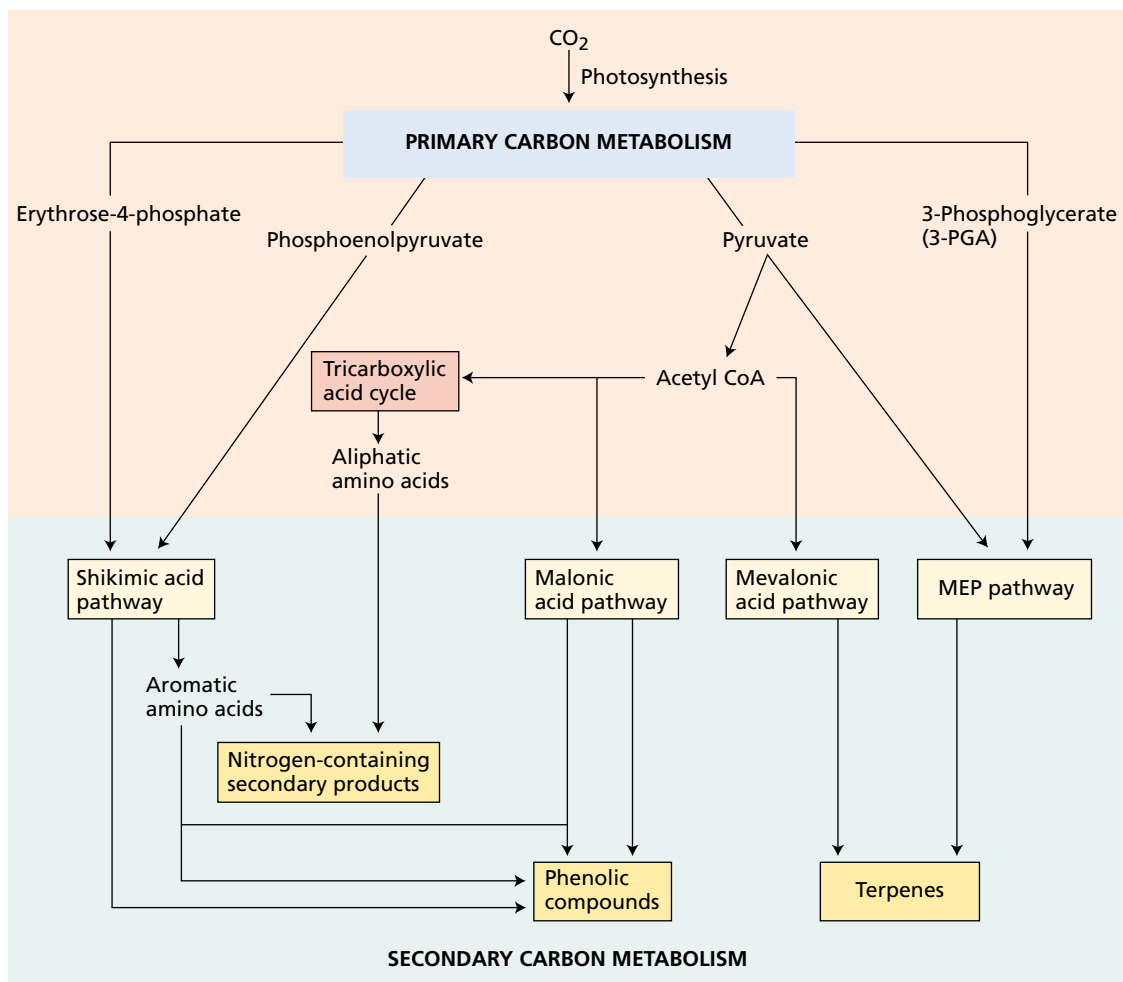 CO2
Photosynthesis
PRIMARY CARBON METABOLISM
Erythrose-4-phosphate
Phosphoenolpyruvate
Pyruvate
3-Phosphoglycerate
(3-PGA)
Tricarboxylic
acid cycle
Acetyl CoA
Aliphatic
amino acids
Shikimic acid
pathway
Malonic
acid pathway
Mevalonic
acid pathway
MEP pathway
Aromatic
amino acids
Nitrogen-containing
secondary products
Phenolic
compounds
Terpenes
SECONDARY CARBON METABOLISM